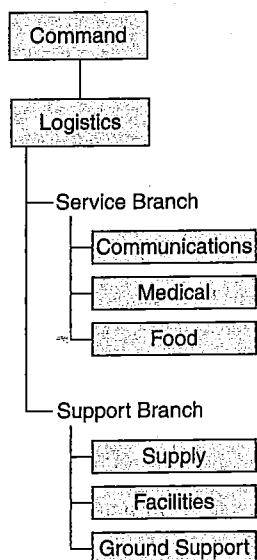 Command
Logistics
Service Branch
Communications
Medical
Food
Support Branch
Supply
Facilities
Ground Support